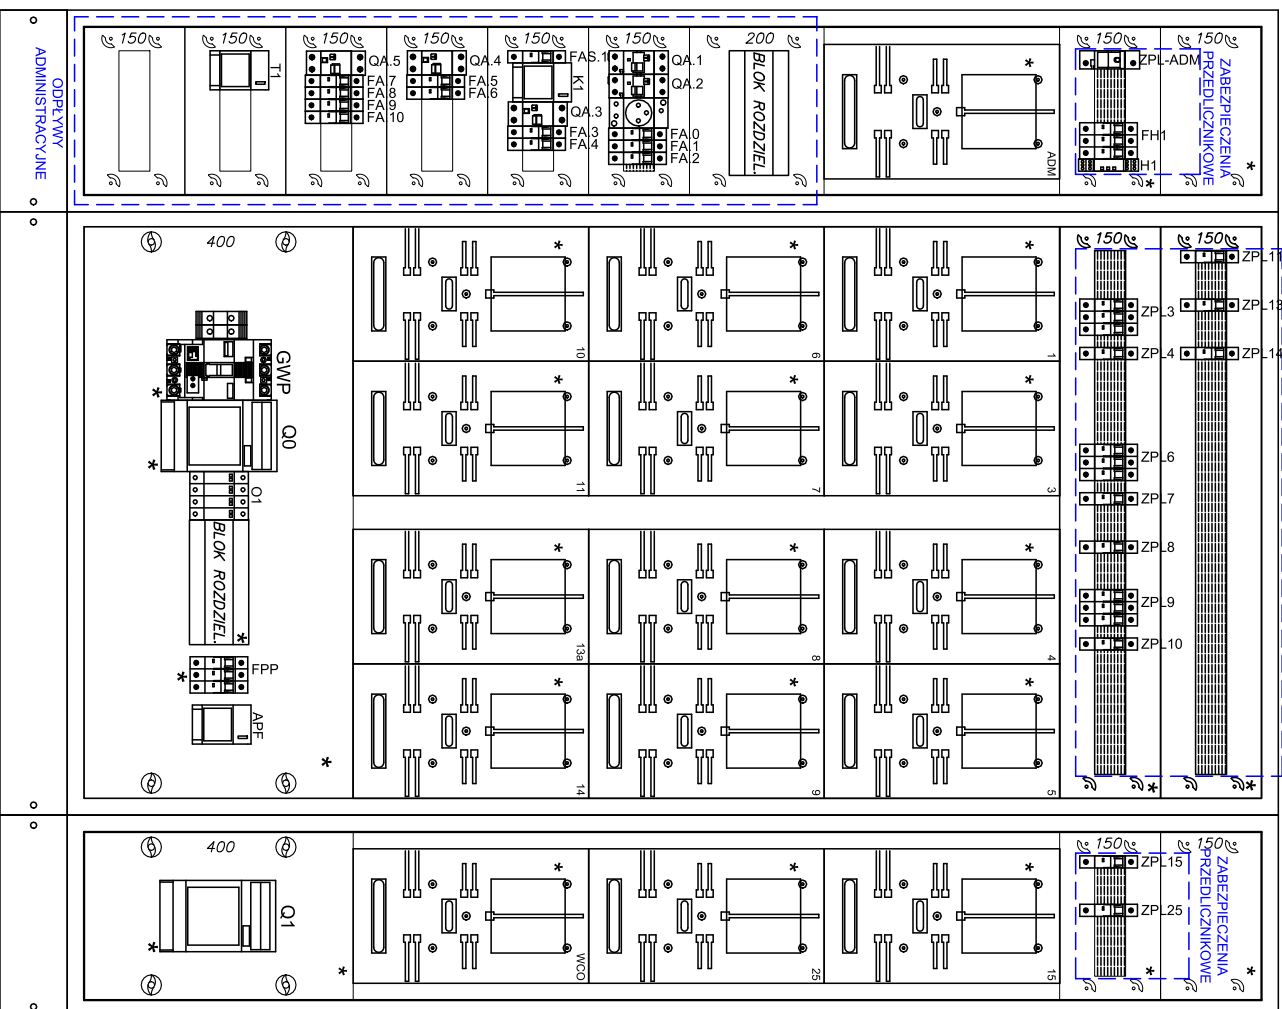 ODPŁYWY
ADMINISTRACYJNE
150
150
T1
150
QA.5
FA.7
FA.8
FA.9
FA.10
150
QA.4
FA.5
FA.6
150
FAS.1
K1
QA.3
FA.3
FA.4
150
QA.1
QA.2
FA.0
FA.1
FA.2
200
BLOK ROZDZIEL.
ADM
150
ZPL-ADM
FH1
H1
*
150
ZABEZPIECZENIA
PRZEDLICZNIKOWE
*
400
GWP
*
Q0
*
O1
BLOK ROZDZIEL.
*
FPP
*
APF
*
*
10
*
6
*
1
11
*
7
*
3
*
13a
*
8
*
4
14
*
9
*
5
150
ZPL3
ZPL4
ZPL6
ZPL7
ZPL8
ZPL9
ZPL10
*
150
ZPL11
ZPL13
ZPL14
*
400
Q1
*
*
WCO
*
25
*
15
150
ZPL15
ZPL25
*
150
ZABEZPIECZENIA
PRZEDLICZNIKOWE
*